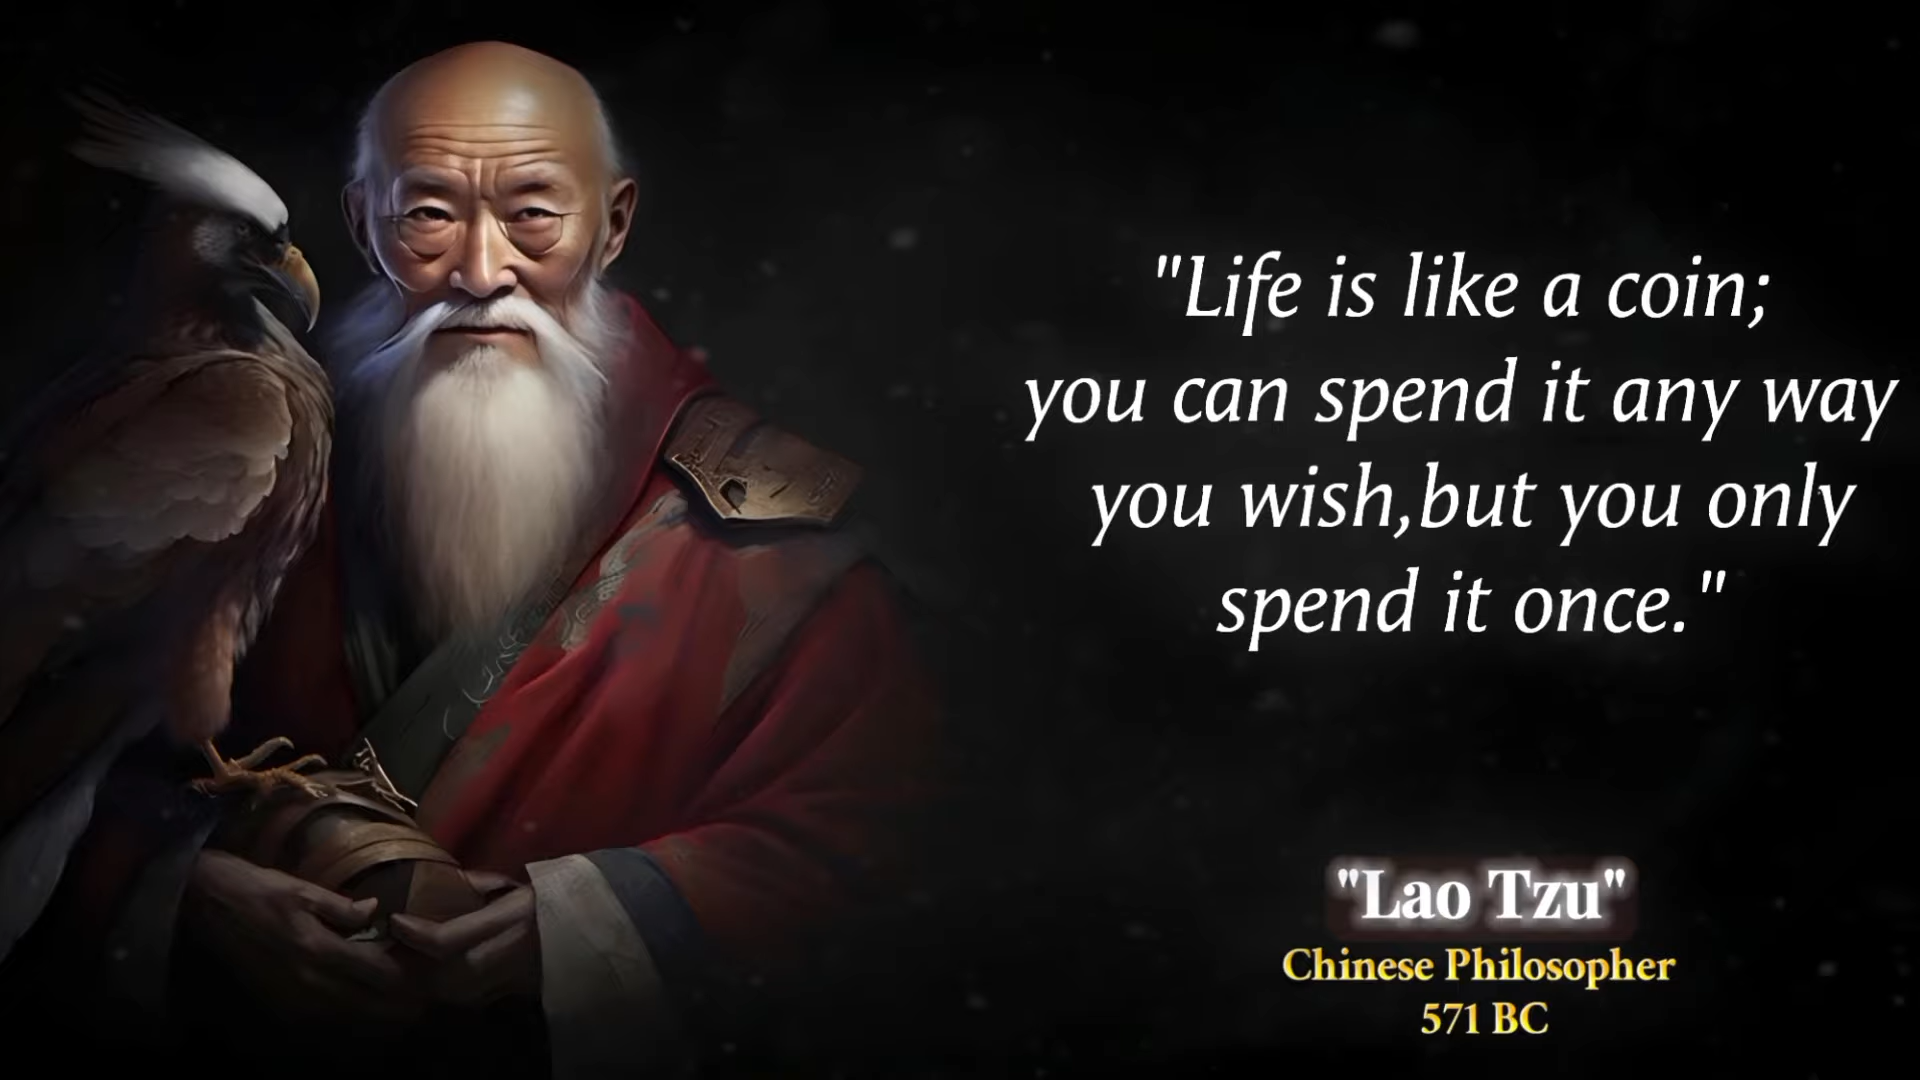 "Life is like a coin;
you can spend it any way
you wish,but you only
spend it once."
"Lao Tzu"
Chinese Philosopher
571 BC